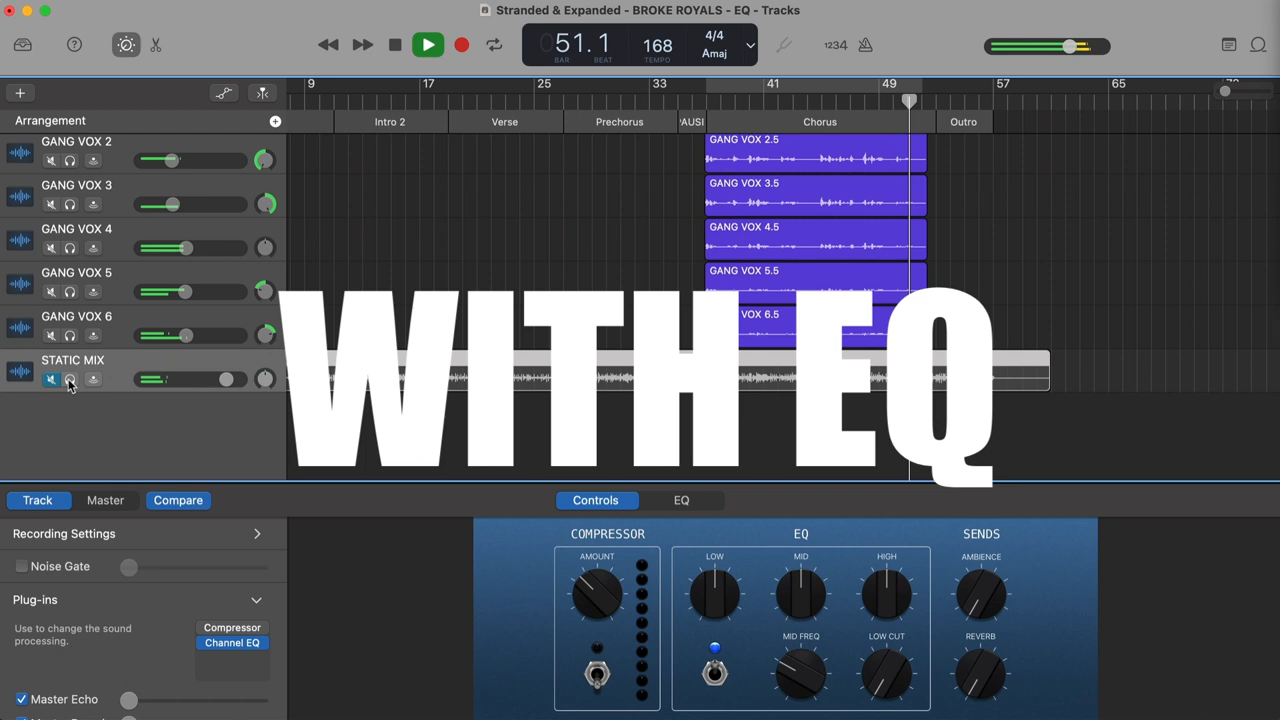 Stranded & Expanded - BROKE ROYALS - EQ - Tracks
51.1
BAR
BEAT
168
TEMPO
4/4
Amaj
1234
9
17
25
33
41
49
57
65
Arrangement
Intro 2
Verse
Prechorus
Chorus
Outro
GANG VOX 2
GANG VOX 2.5
GANG VOX 3
GANG VOX 3.5
GANG VOX 4
GANG VOX 4.5
GANG VOX 5
GANG VOX 5.5
GANG VOX 6
VOX 6.5
STATIC MIX
WITH EQ
Track
Master
Compare
Controls
EQ
Recording Settings
Noise Gate
Plug-ins
Use to change the sound
processing.
Compressor
Channel EQ
Master Echo
COMPRESSOR
AMOUNT
EQ
LOW
MID
HIGH
MID FREQ
LOW CUT
SENDS
AMBIENCE
REVERB